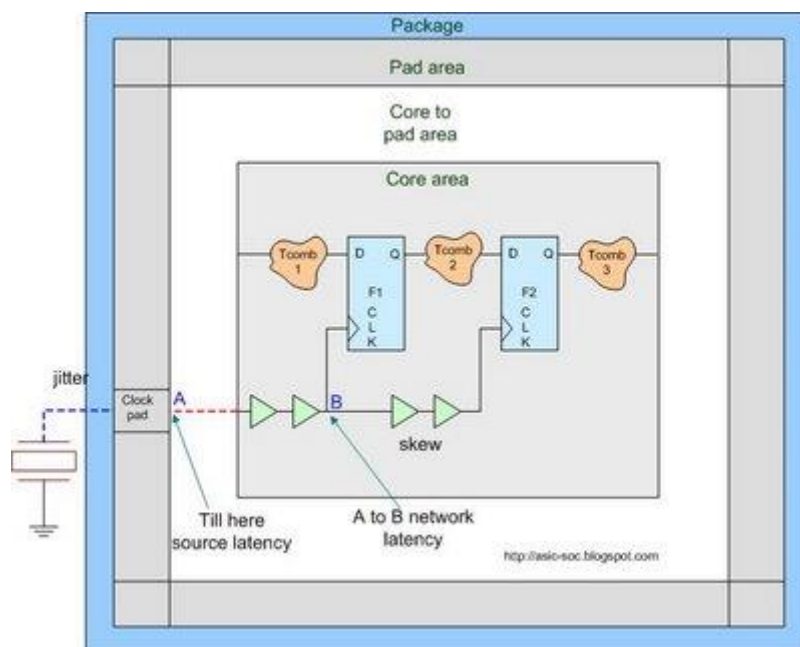 Package
Pad area
Core to
pad area
Core area
Tcomb
1
D
Q
F1
C
L
K
Tcomb
2
D
Q
F2
C
L
K
Tcomb
3
jitter
Clock
pad
A
B
skew
Till here
source latency
A to B network
latency
http://asic-soc.blogspot.com